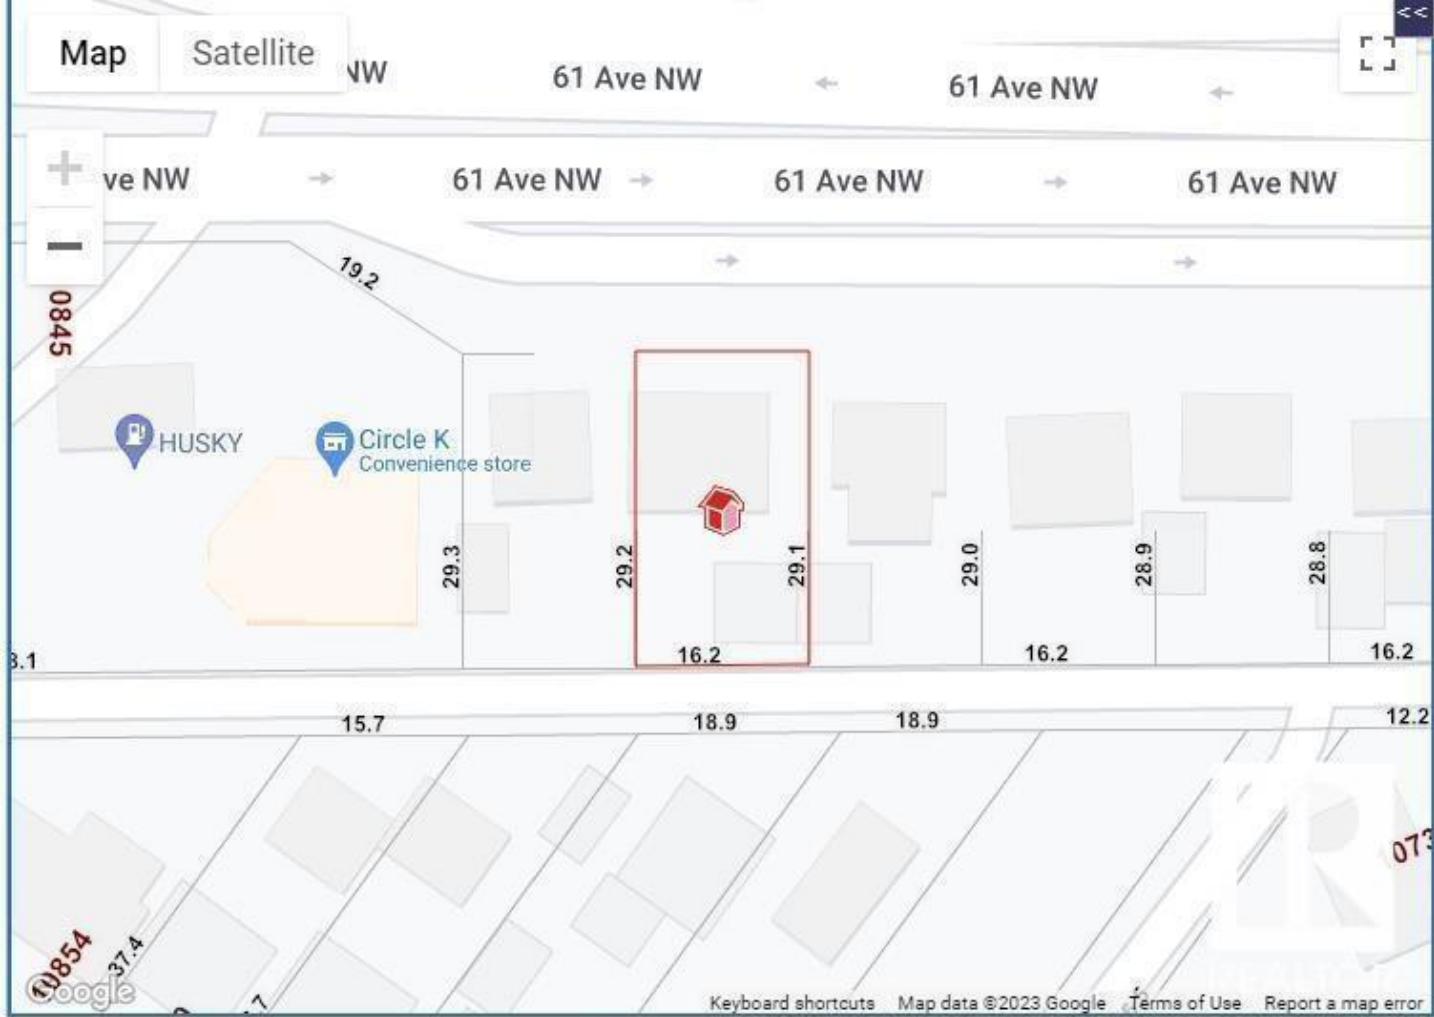 <<
Map
Satellite
NW
61 Ave NW
61 Ave NW
ve NW
61 Ave NW
61 Ave NW
61 Ave NW
19.2
0845
HUSKY
Circle K
Convenience store
29.3
29.2
29.1
29.0
28.9
28.8
3.1
16.2
16.2
16.2
15.7
18.9
18.9
12.2
073
10854
37.4
Google
Keyboard shortcuts
Map data ©2023 Google
Terms of Use
Report a map error